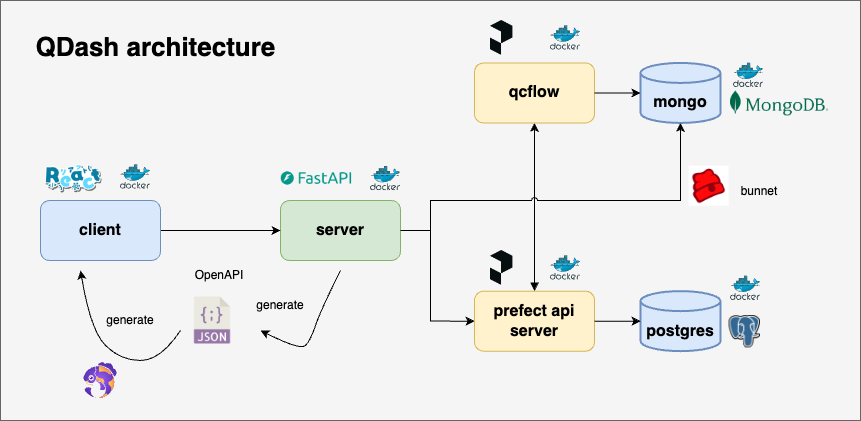 QDash architecture
docker
qcflow
docker
mongo
MongoDB.
React
docker
FastAPI
docker
client
server
bunnet
OpenAPI
generate
generate
{;}
JSON
docker
prefect api
server
docker
postgres